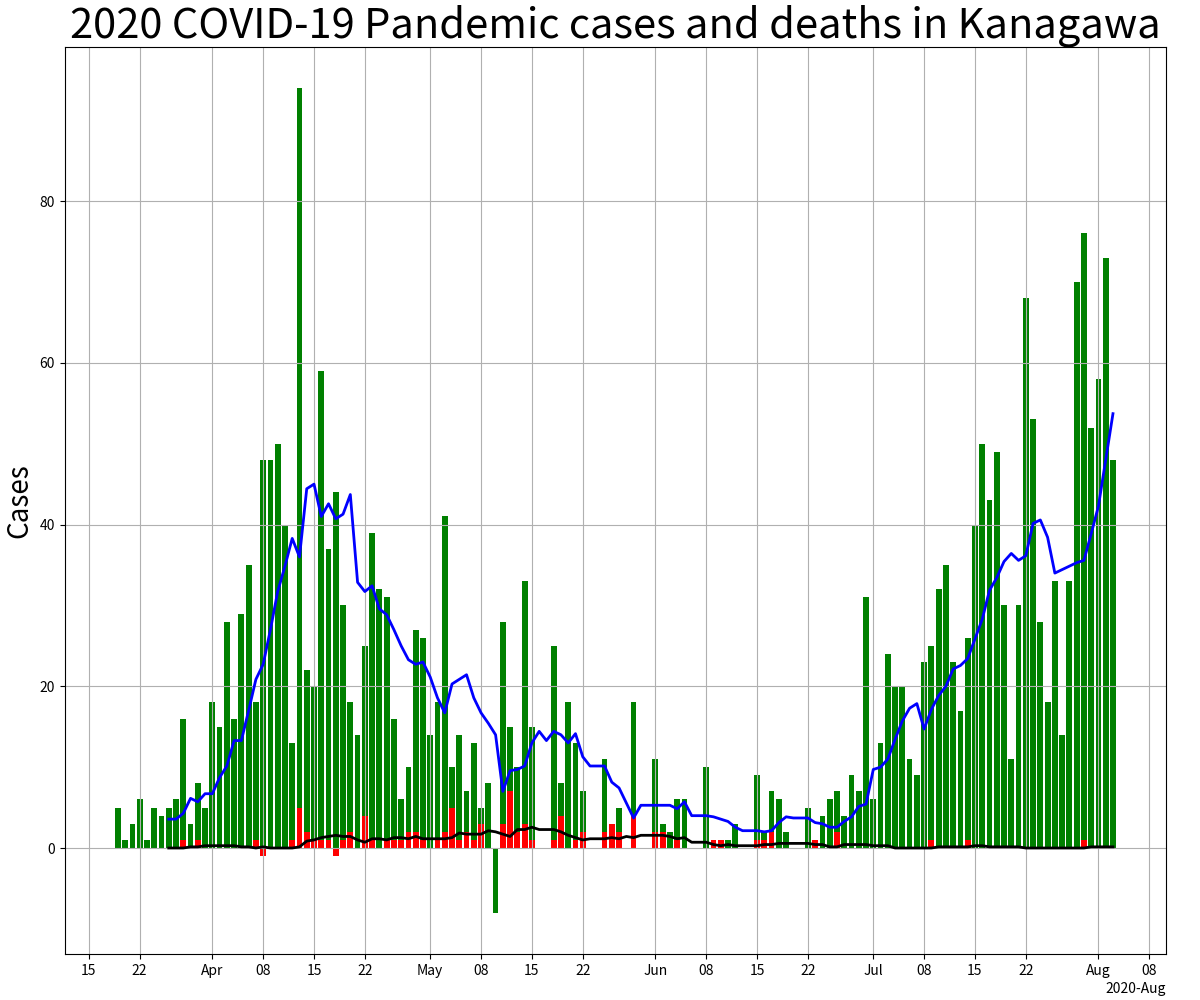 2020 COVID-19 Pandemic cases and deaths in Kanagawa
Cases
80
60
40
20
0
15 22 Apr 08 15 22 May 08 15 22 Jun 08 15 22 Jul 08 15 22 Aug 08
2020-Aug